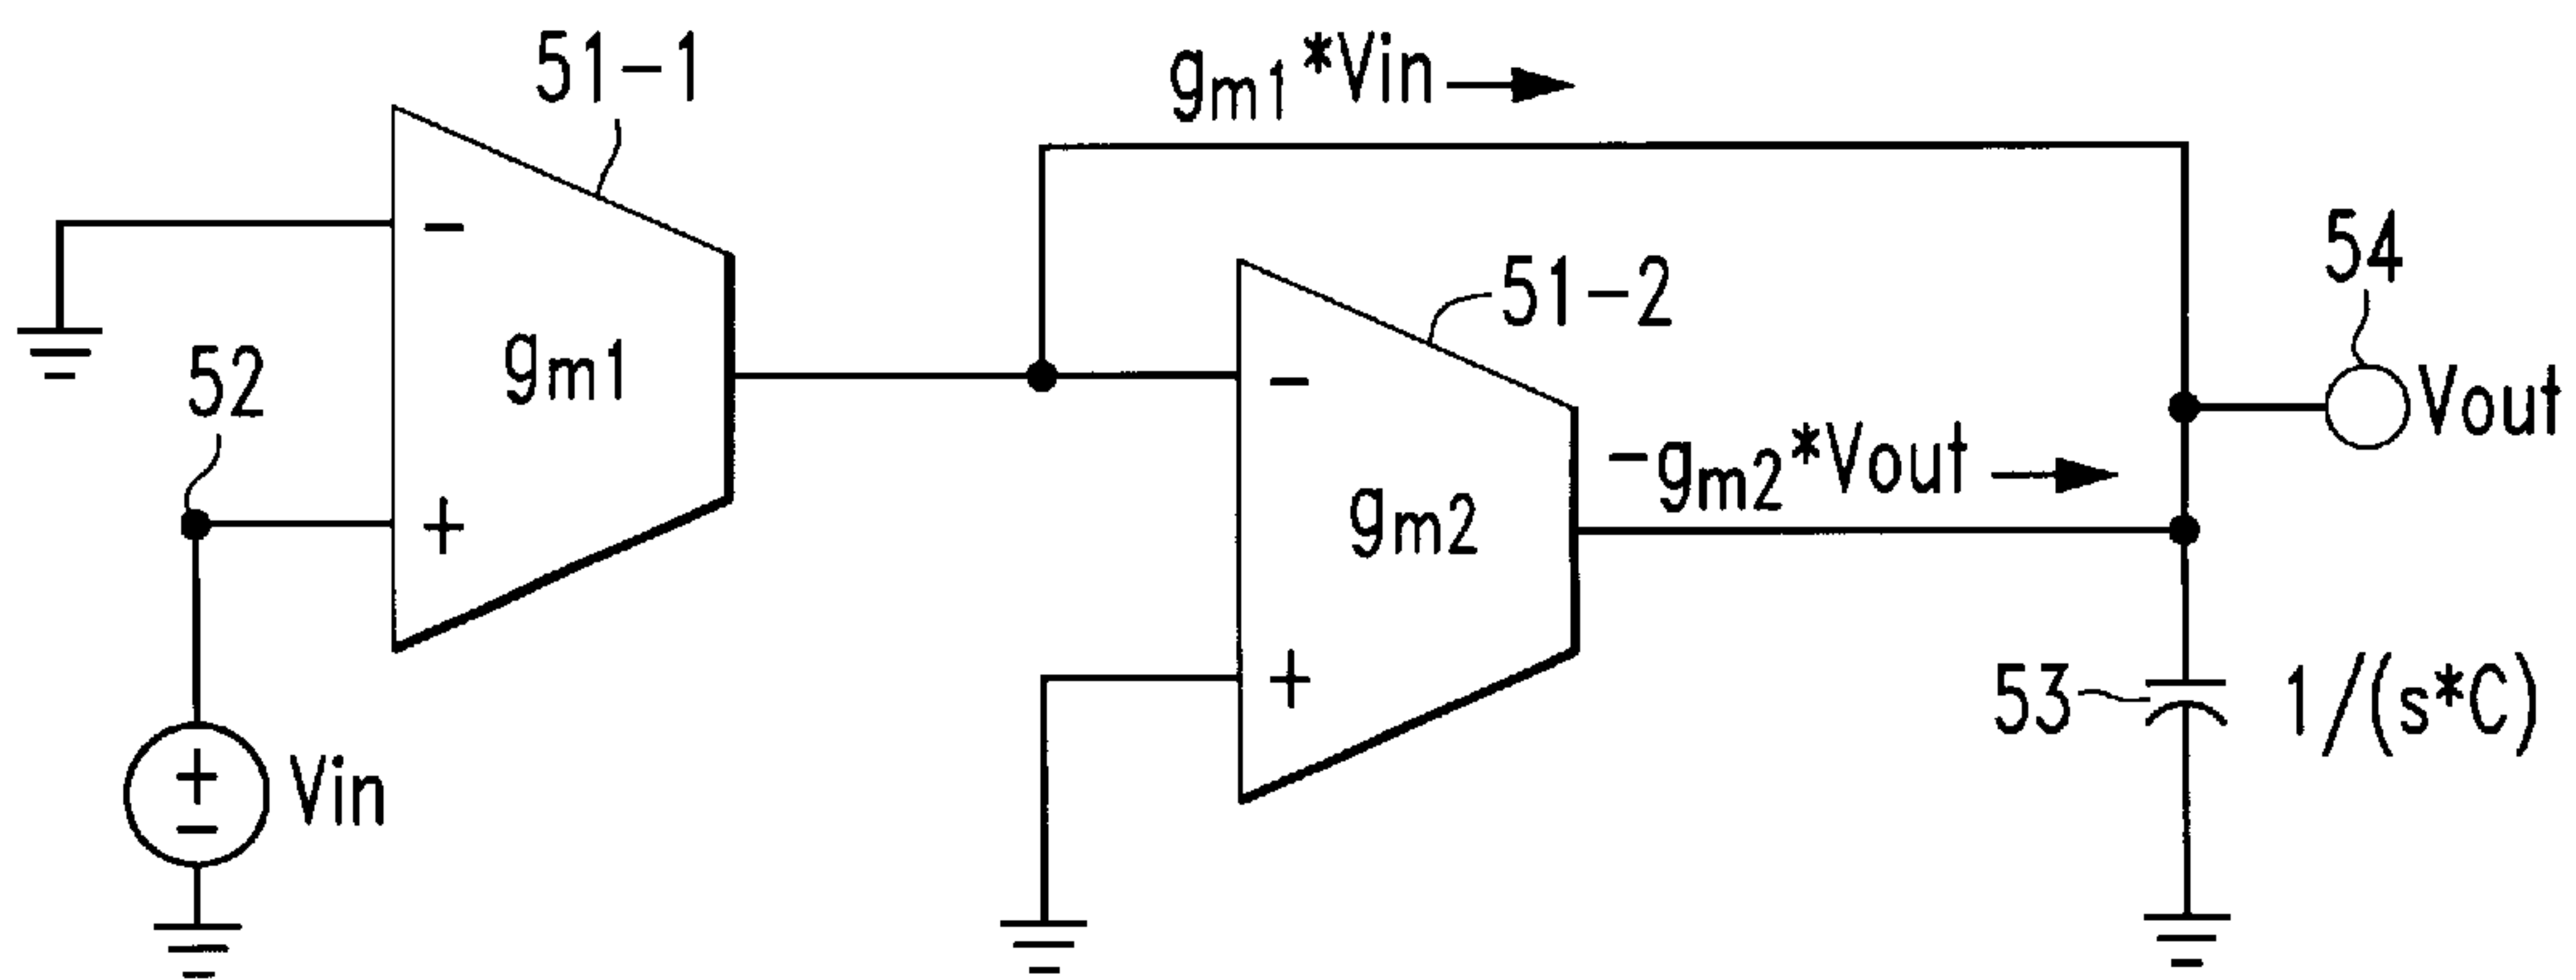 51-1
gm1*Vin
-
gm1
+
52
+
-
Vin
51-2
-
gm2
+
-gm2*Vout
54
Vout
53
1/(s*C)